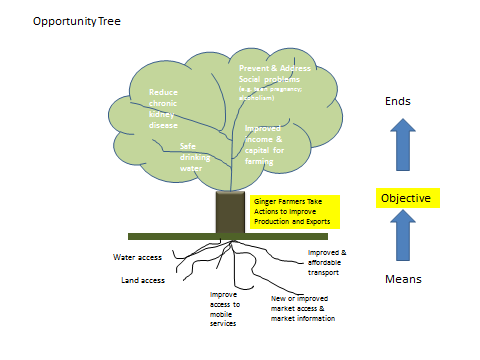 Opportunity Tree
Prevent & Address
Social problems
(e.g. teen pregnancy;
alcoholism)
Reduce
chronic
kidney
disease
Improved
income &
capital for
farming
Safe
drinking
water
Ends
Objective
Means
Ginger Farmers Take
Actions to Improve
Production and Exports
Water access
Land access
Improve
access to
mobile
services
New or improved
market access &
market information
Improved &
affordable
transport